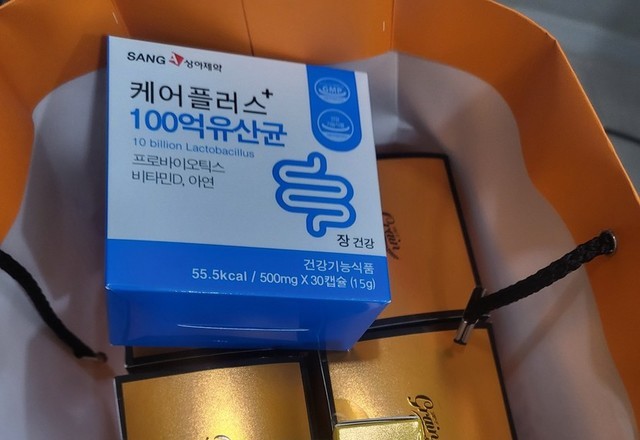 SANG A 상아제약
케어플러스+
100억유산균
10 billion Lactobacillus
프로바이오틱스
비타민D, 아연
GMP
장 건강
건강기능식품
55.5kcal / 500mg X 30캡슐 (15g)